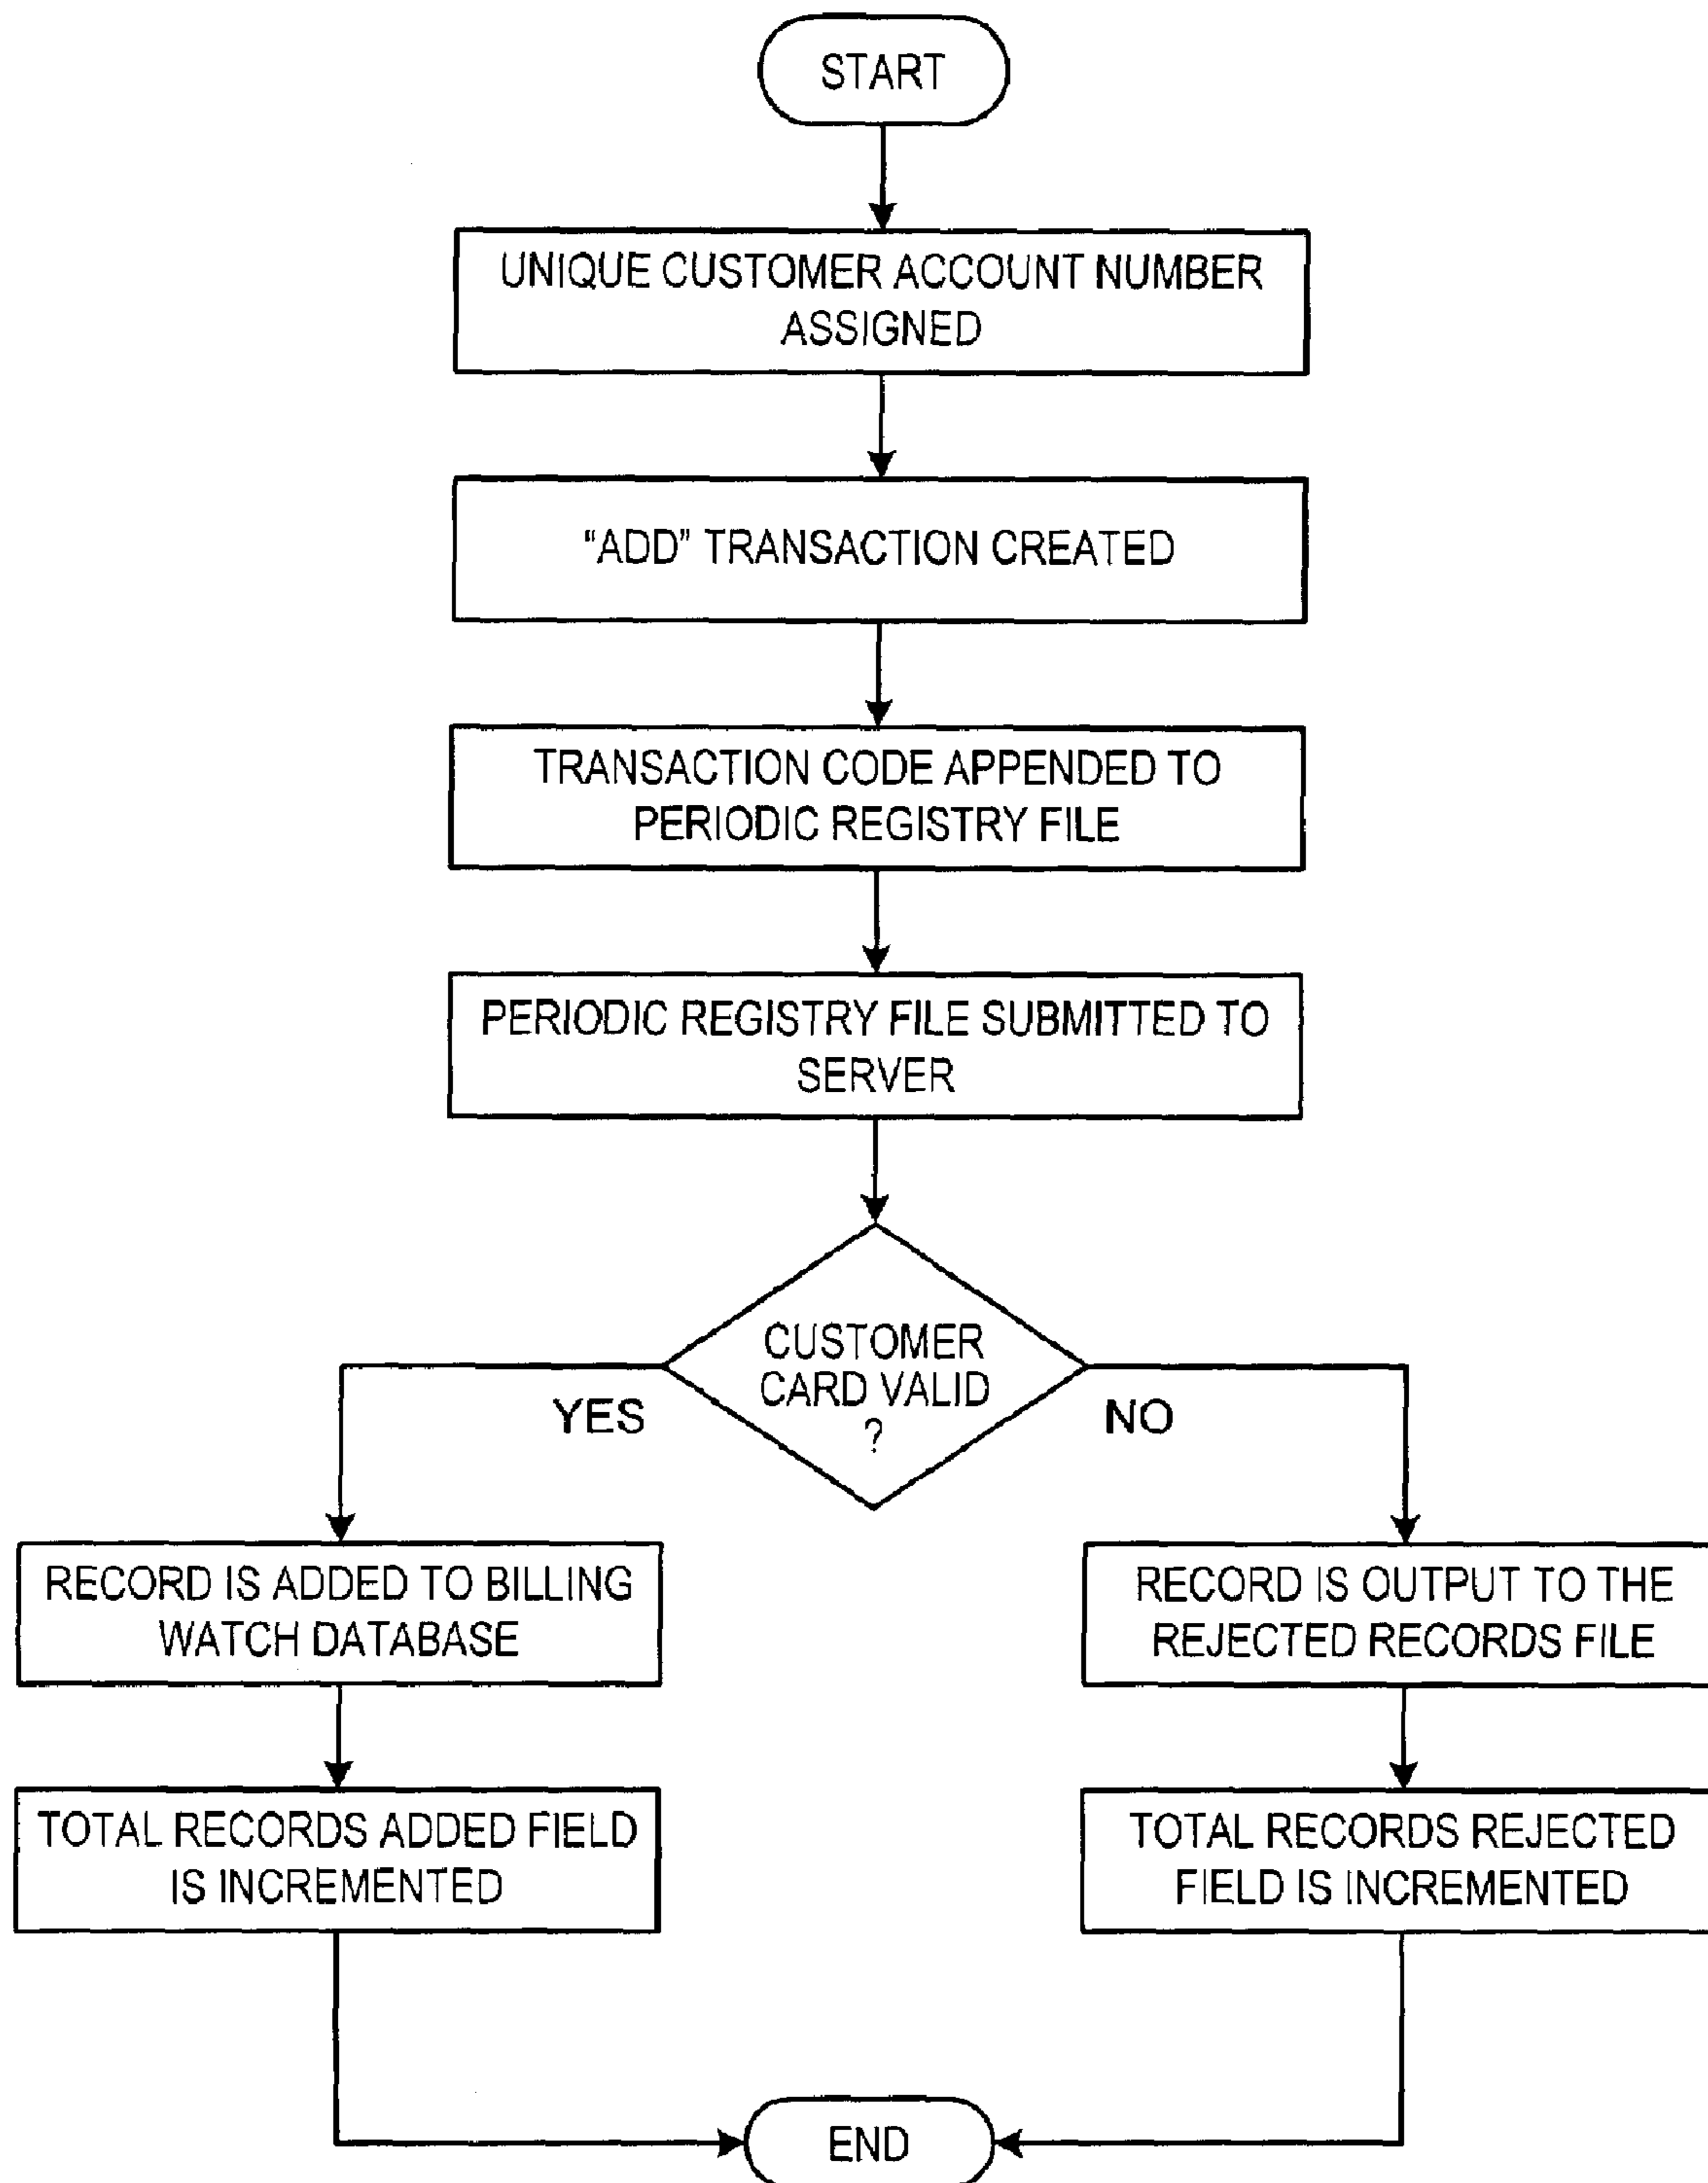 START
UNIQUE CUSTOMER ACCOUNT NUMBER
ASSIGNED
"ADD" TRANSACTION CREATED
TRANSACTION CODE APPENDED TO
PERIODIC REGISTRY FILE
PERIODIC REGISTRY FILE SUBMITTED TO
SERVER
CUSTOMER
CARD VALID
?
YES
NO
RECORD IS ADDED TO BILLING
WATCH DATABASE
RECORD IS OUTPUT TO THE
REJECTED RECORDS FILE
TOTAL RECORDS ADDED FIELD
IS INCREMENTED
TOTAL RECORDS REJECTED
FIELD IS INCREMENTED
END